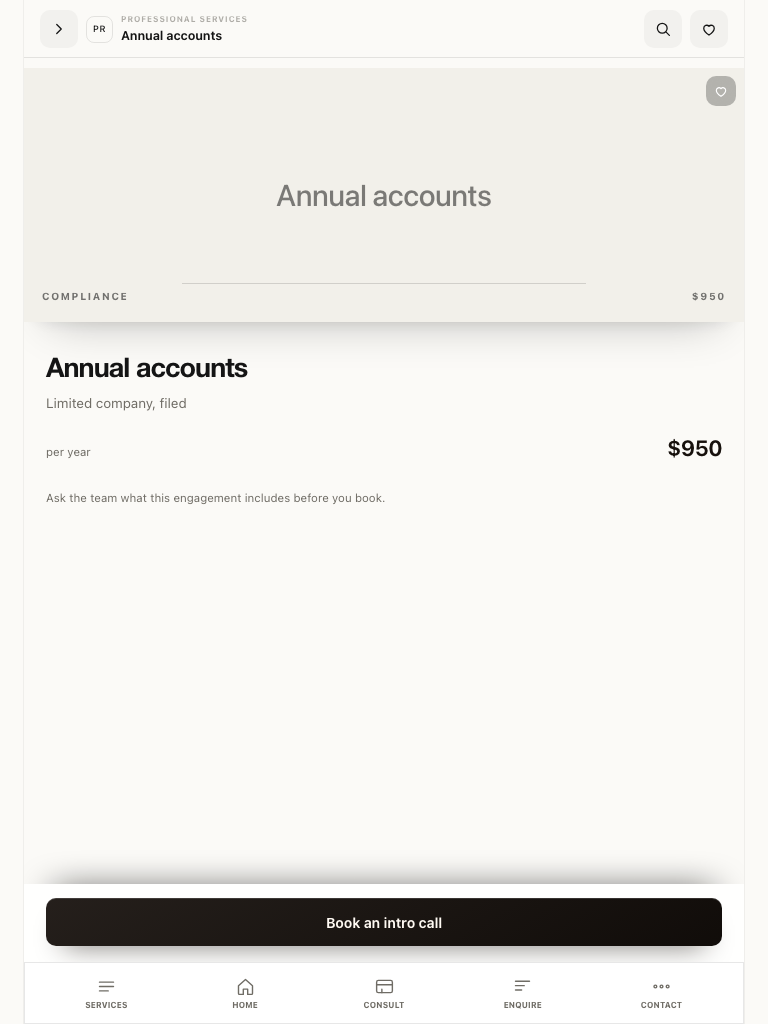 PR
PROFESSIONAL SERVICES
Annual accounts
Annual accounts
COMPLIANCE
$950
Annual accounts
Limited company, filed
per year
$950
Ask the team what this engagement includes before you book.
Book an intro call
SERVICES
HOME
CONSULT
ENQUIRE
CONTACT